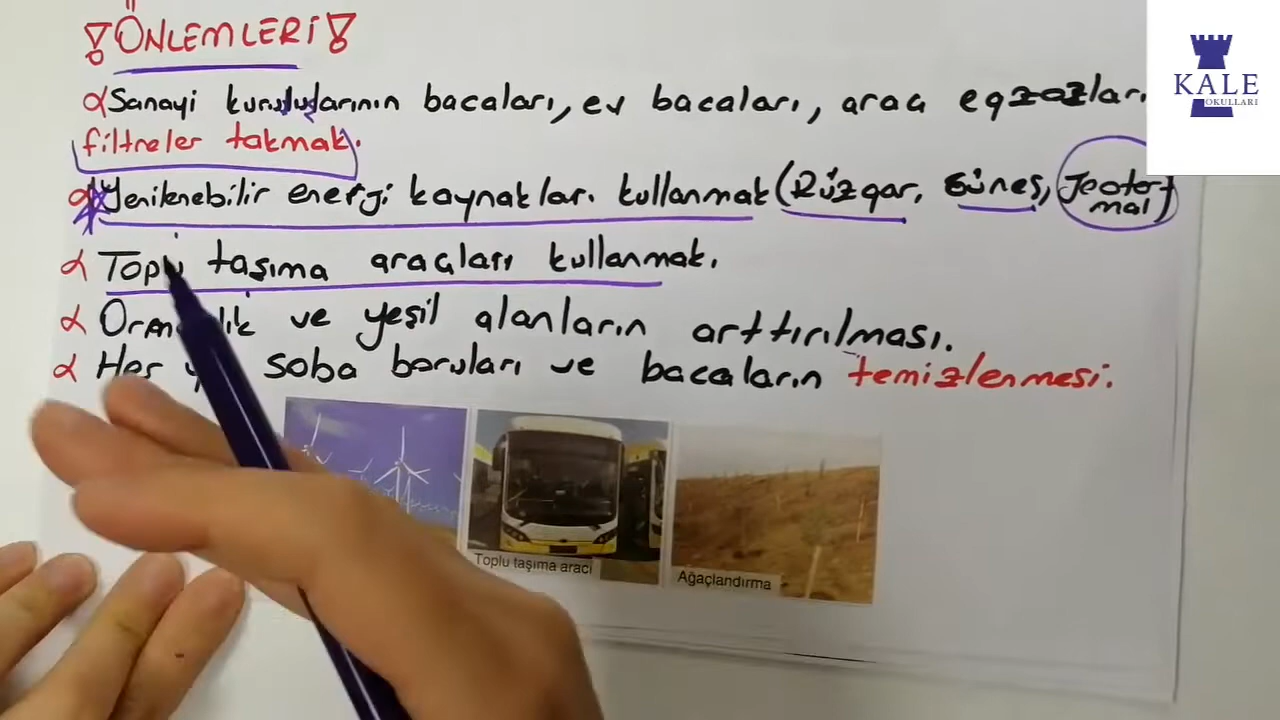 ÖNLEMLERİ
Sanayi kuruluşlarının bacaları, ev bacaları, araç egzozları
filtreler takmak.
Yenilenebilir enerji kaynakları kullanmak (Rüzgar, Güneş, Jeotermal)
Toplu taşıma araçları kullanmak.
ve yeşil alanların arttırılması.
Her soba boruları ve bacaların temizlenmesi.
Toplu taşıma aracı
Ağaçlandırma
KALE
OKULLARI